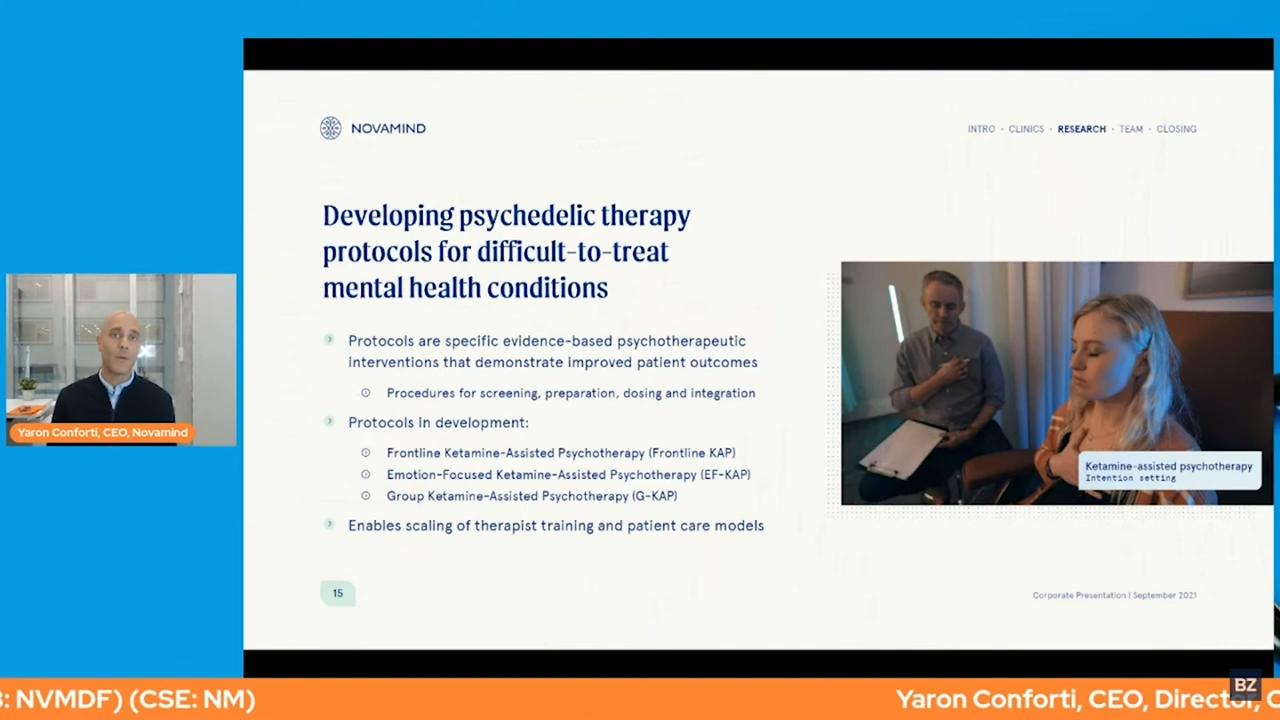 NOVAMIND
INTRO · CLINICS · RESEARCH · TEAM · CLOSING
Developing psychedelic therapy
protocols for difficult-to-treat
mental health conditions
Protocols are specific evidence-based psychotherapeutic
interventions that demonstrate improved patient outcomes
Procedures for screening, preparation, dosing and integration
Protocols in development:
Frontline Ketamine-Assisted Psychotherapy (Frontline KAP)
Emotion-Focused Ketamine-Assisted Psychotherapy (EF-KAP)
Group Ketamine-Assisted Psychotherapy (G-KAP)
Enables scaling of therapist training and patient care models
Ketamine-assisted psychotherapy
Intention setting
15
Corporate Presentation | September 2021
Yaron Conforti, CEO, Novamind
BZ
: NVMDF) (CSE: NM)
Yaron Conforti, CEO, Director,